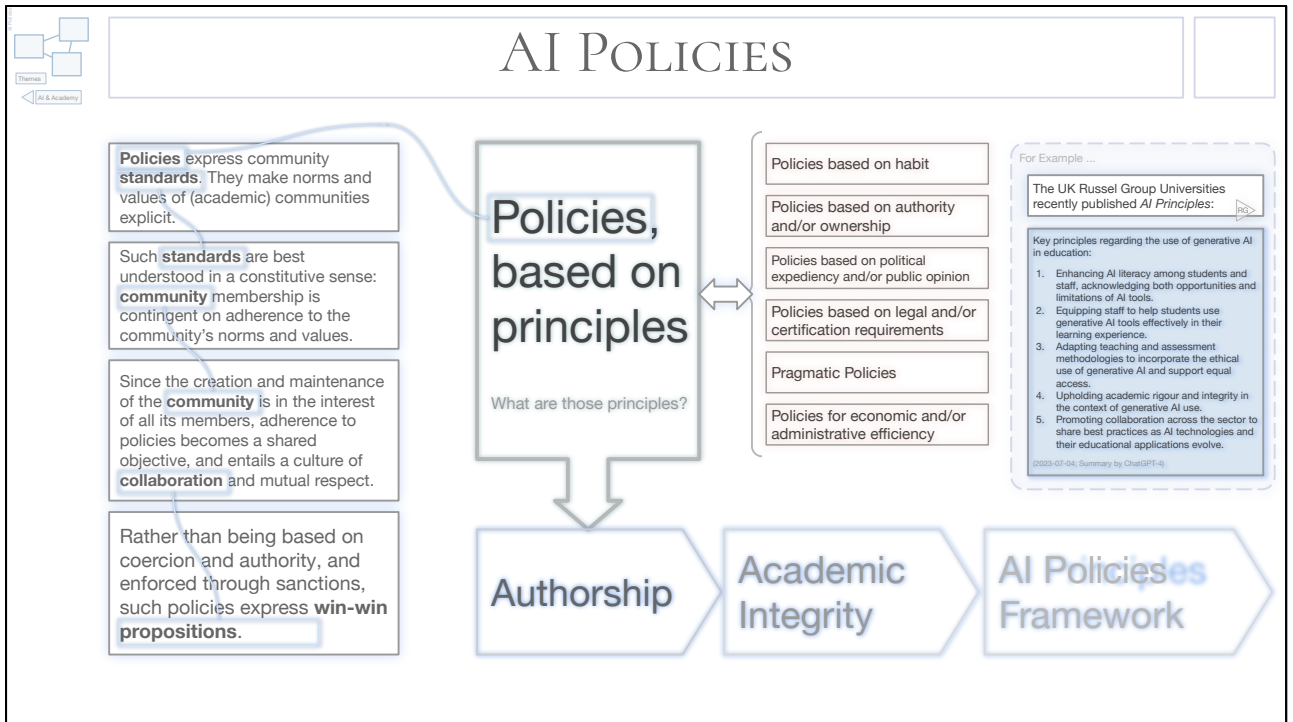 AI Policies
Themes
AI & Academy
Policies express community
standards. They make norms and
values of (academic) communities
explicit.
Such standards are best
understood in a constitutive sense:
community membership is
contingent on adherence to the
community's norms and values.
Since the creation and maintenance
of the community is in the interest
of all its members, adherence to
policies becomes a shared
objective, and entails a culture of
collaboration and mutual respect.
Rather than being based on
coercion and authority, and
enforced through sanctions,
such policies express win-win
propositions.
Policies,
based on
principles
What are those principles?
Policies based on habit
Policies based on authority
and/or ownership
Policies based on political
expediency and/or public opinion
Policies based on legal and/or
certification requirements
Pragmatic Policies
Policies for economic and/or
administrative efficiency
For Example ...
The UK Russel Group Universities
recently published AI Principles:
RG
Key principles regarding the use of generative AI
in education:
1. Enhancing AI literacy among students and
staff, acknowledging both opportunities and
limitations of AI tools.
2. Equipping staff to help students use
generative AI tools effectively in their
learning experience.
3. Adapting teaching and assessment
methodologies to incorporate the ethical
use of generative AI and support equal
access.
4. Upholding academic rigour and integrity in
the context of generative AI use.
5. Promoting collaboration across the sector to
share best practices as AI technologies and
their educational applications evolve.
(2023-07-04; Summary by ChatGPT-4)
Authorship
Academic
Integrity
AI Policies
Framework